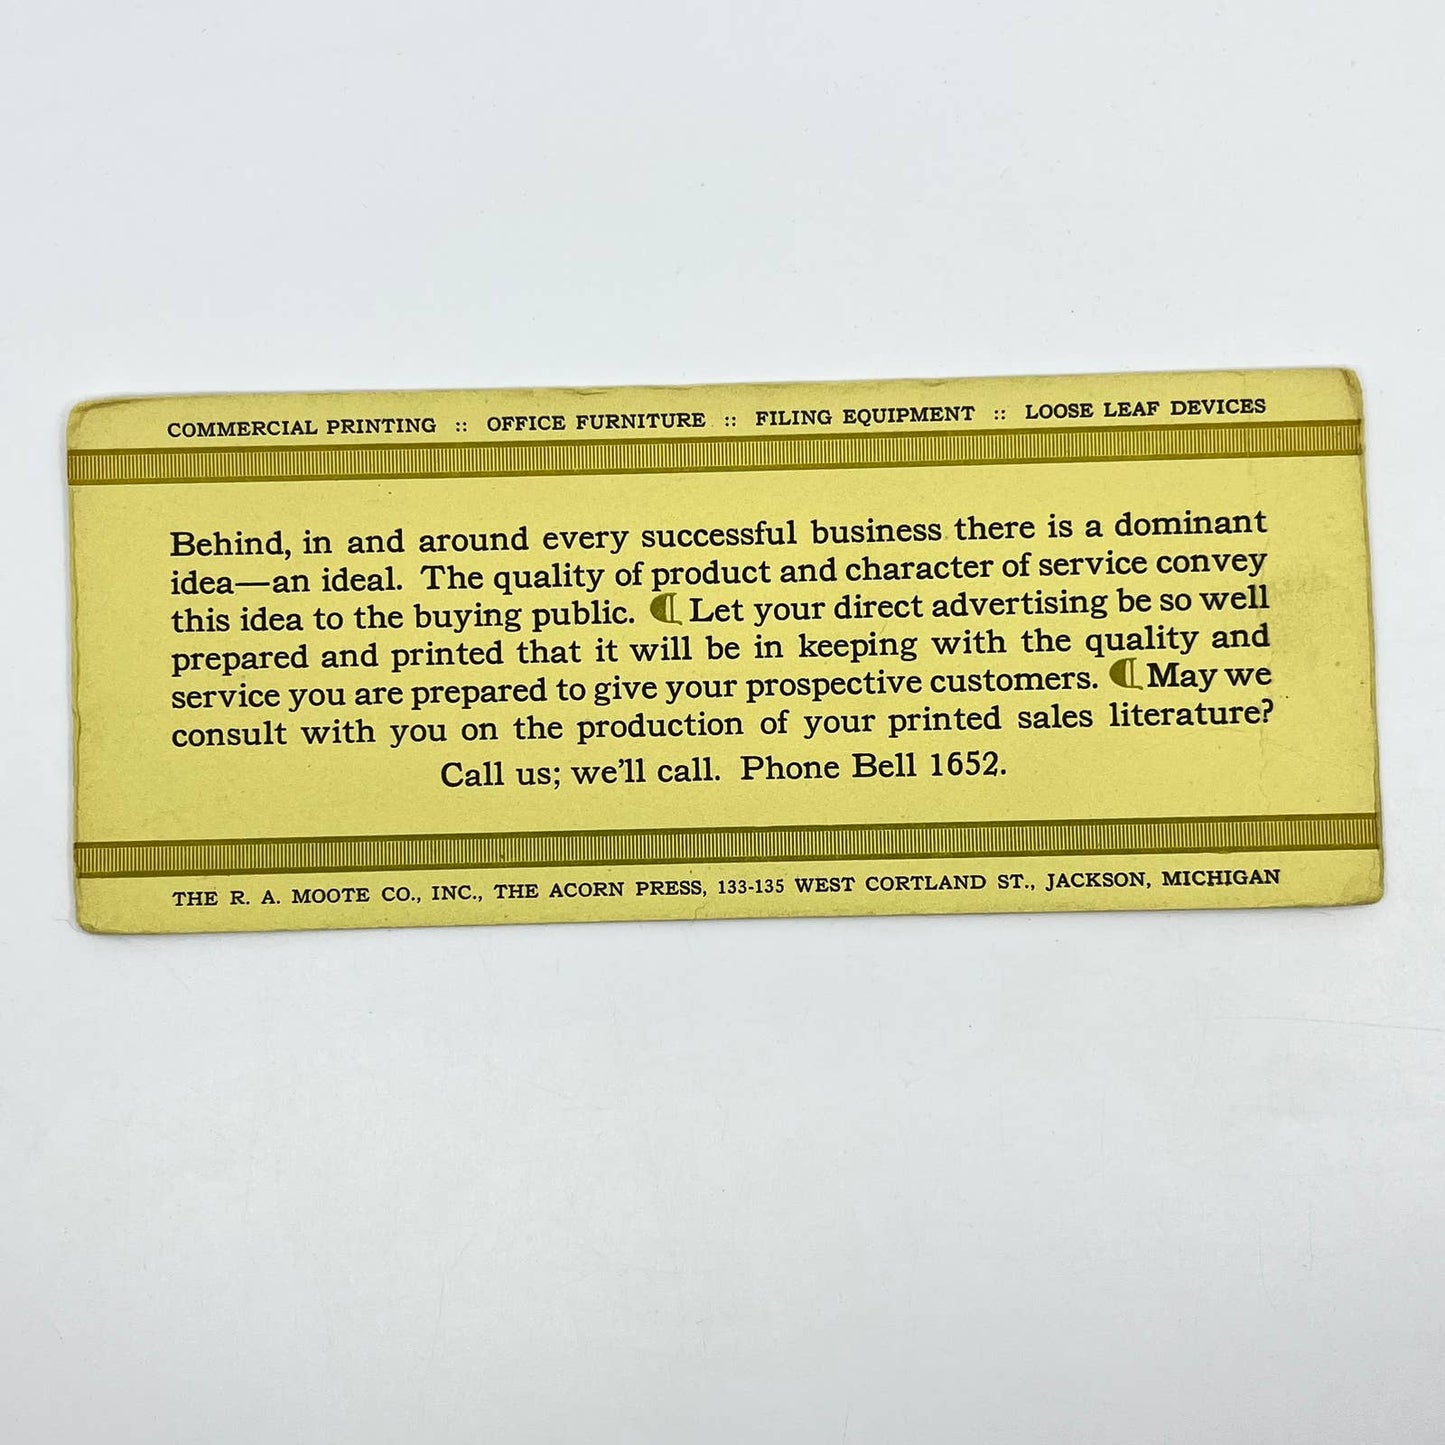 COMMERCIAL PRINTING :: OFFICE FURNITURE :: FILING EQUIPMENT :: LOOSE LEAF DEVICES
Behind, in and around every successful business there is a dominant
idea—an ideal. The quality of product and character of service convey
this idea to the buying public. ¶ Let your direct advertising be so well
prepared and printed that it will be in keeping with the quality and
service you are prepared to give your prospective customers. ¶ May we
consult with you on the production of your printed sales literature?
Call us; we'll call. Phone Bell 1652.
THE R. A. MOOTE CO., INC., THE ACORN PRESS, 133-135 WEST CORTLAND ST., JACKSON, MICHIGAN